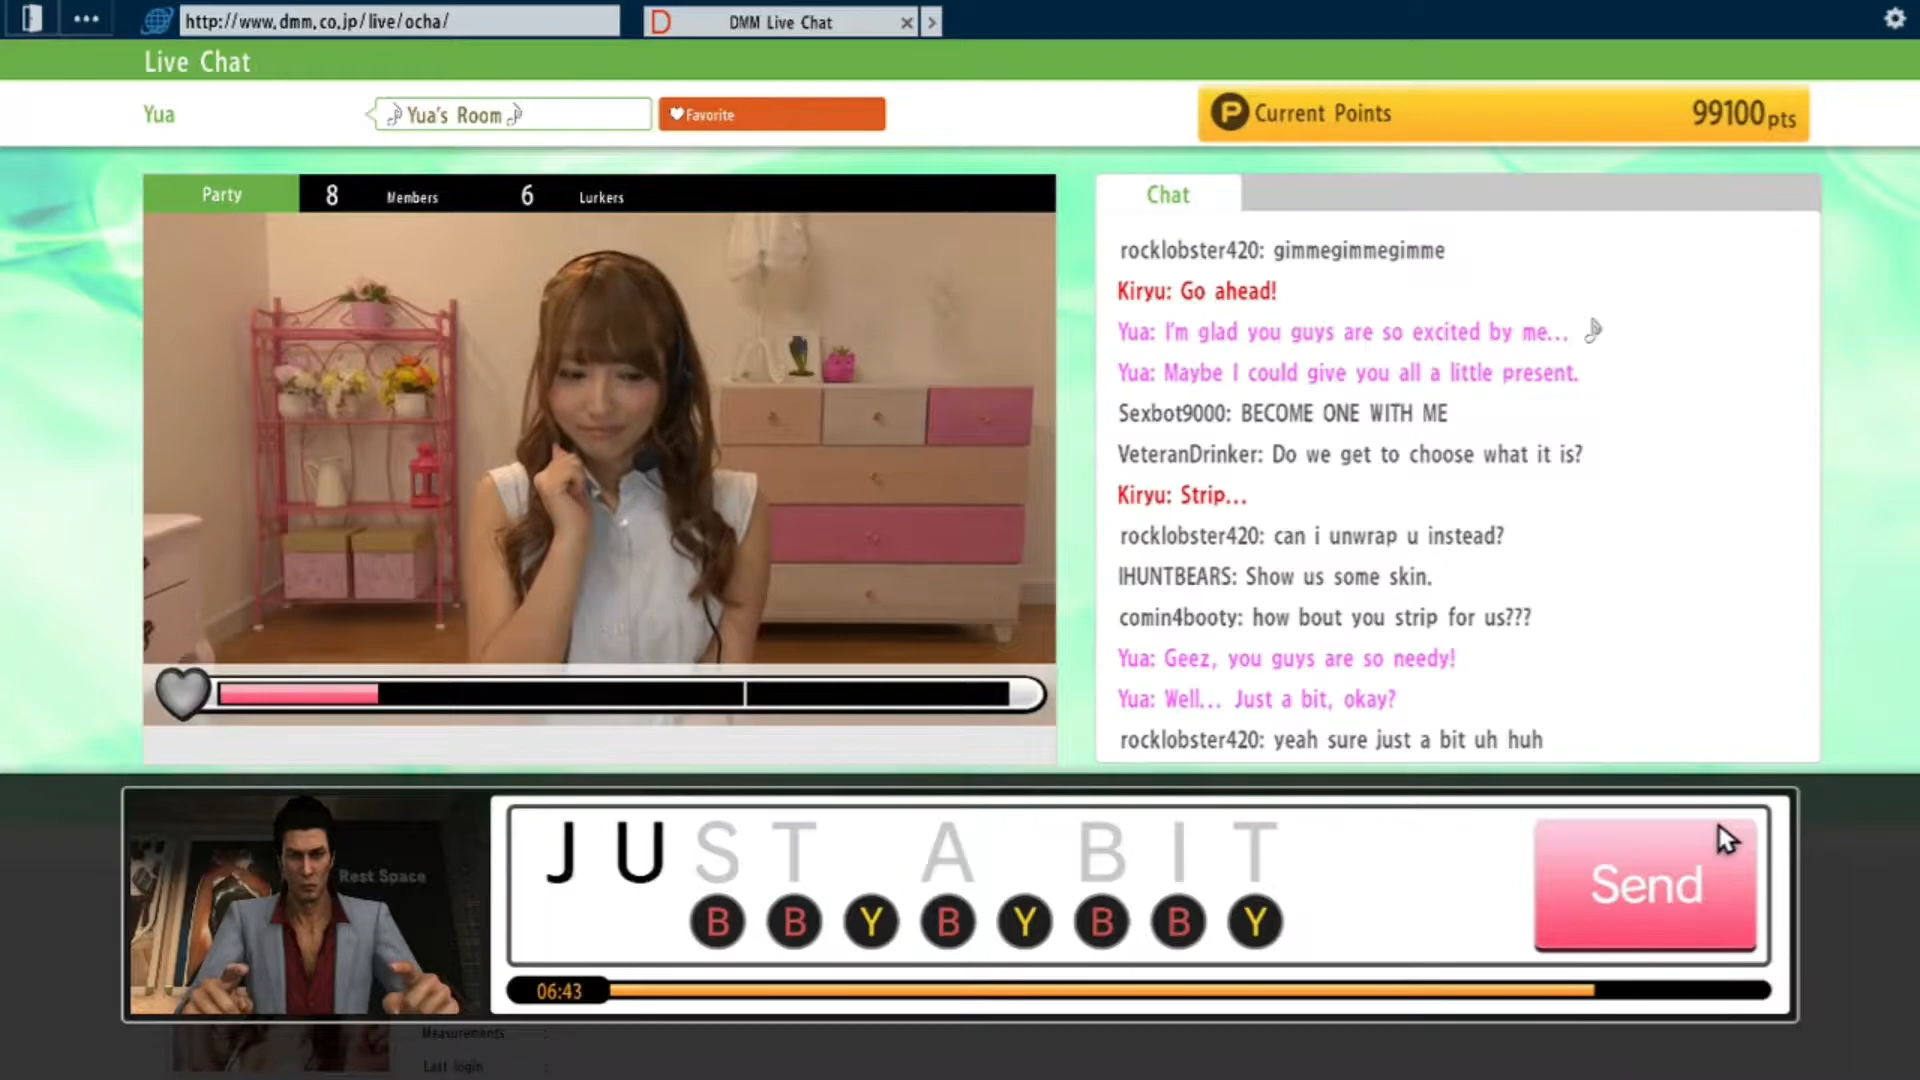 http://www.dmm.co.jp/live/ocha/
DMM Live Chat
Live Chat
Yua
Yua's Room
Favorite
P Current Points 99100pts
Party 8 Members 6 Lurkers
Chat
rocklobster420: gimmegimmegimme
Kiryu: Go ahead!
Yua: I'm glad you guys are so excited by me... ♪
Yua: Maybe I could give you all a little present.
Sexbot9000: BECOME ONE WITH ME
VeteranDrinker: Do we get to choose what it is?
Kiryu: Strip...
rocklobster420: can i unwrap u instead?
IHUNTBEARS: Show us some skin.
comin4booty: how bout you strip for us???
Yua: Geez, you guys are so needy!
Yua: Well... Just a bit, okay?
rocklobster420: yeah sure just a bit uh huh
Rest Space
JUST A BIT
B B Y B Y B B Y
Send
06:43
Measurements :
Last login :